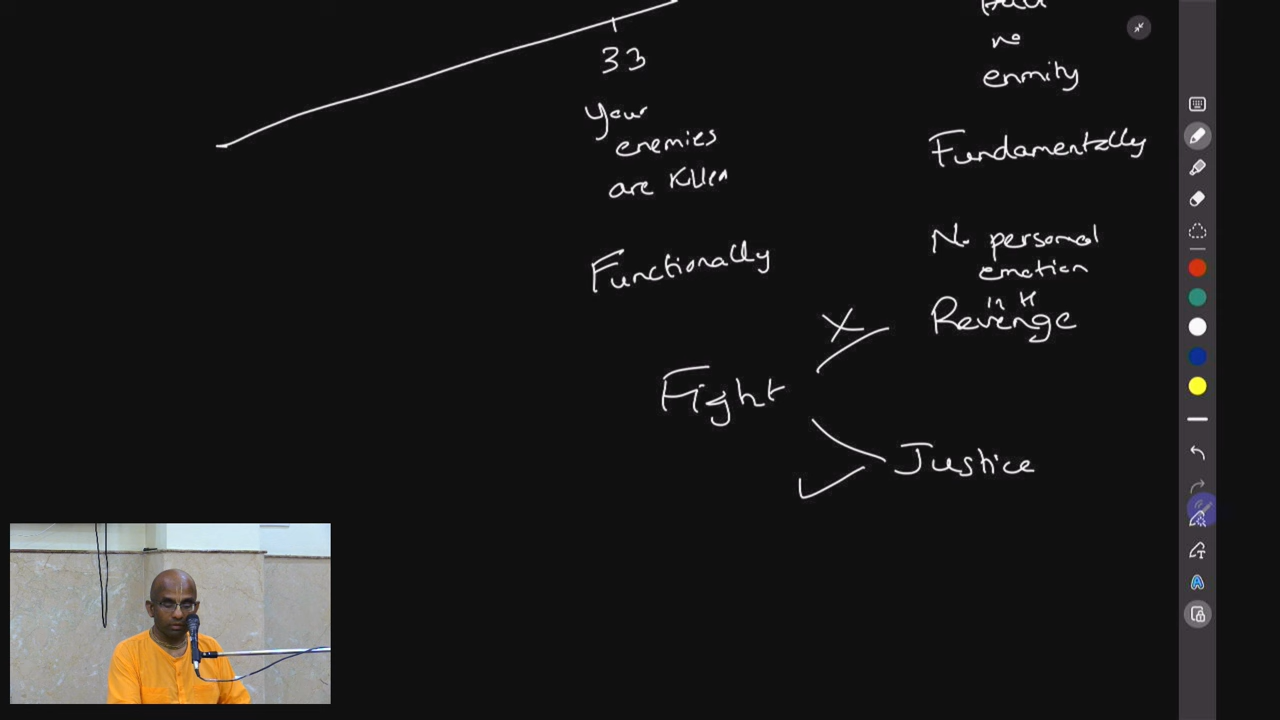 33
Your
enemies
are killed
Functionally
no
enmity
Fundamentally
No personal
emotion
in it
Revenge
Fight
Justice